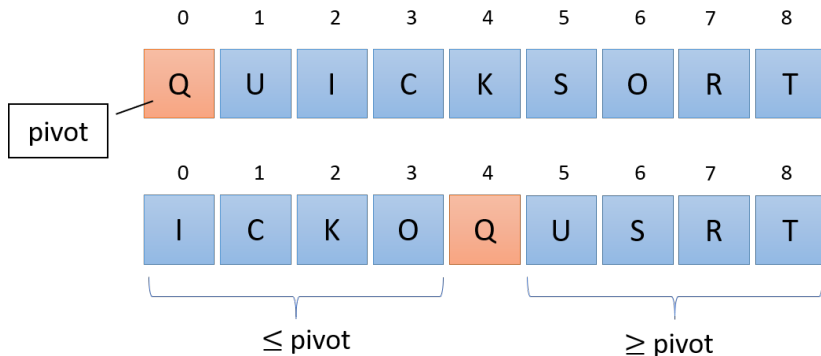 0 1 2 3 4 5 6 7 8
Q U I C K S O R T
pivot
0 1 2 3 4 5 6 7 8
I C K O Q U S R T
≤ pivot ≥ pivot